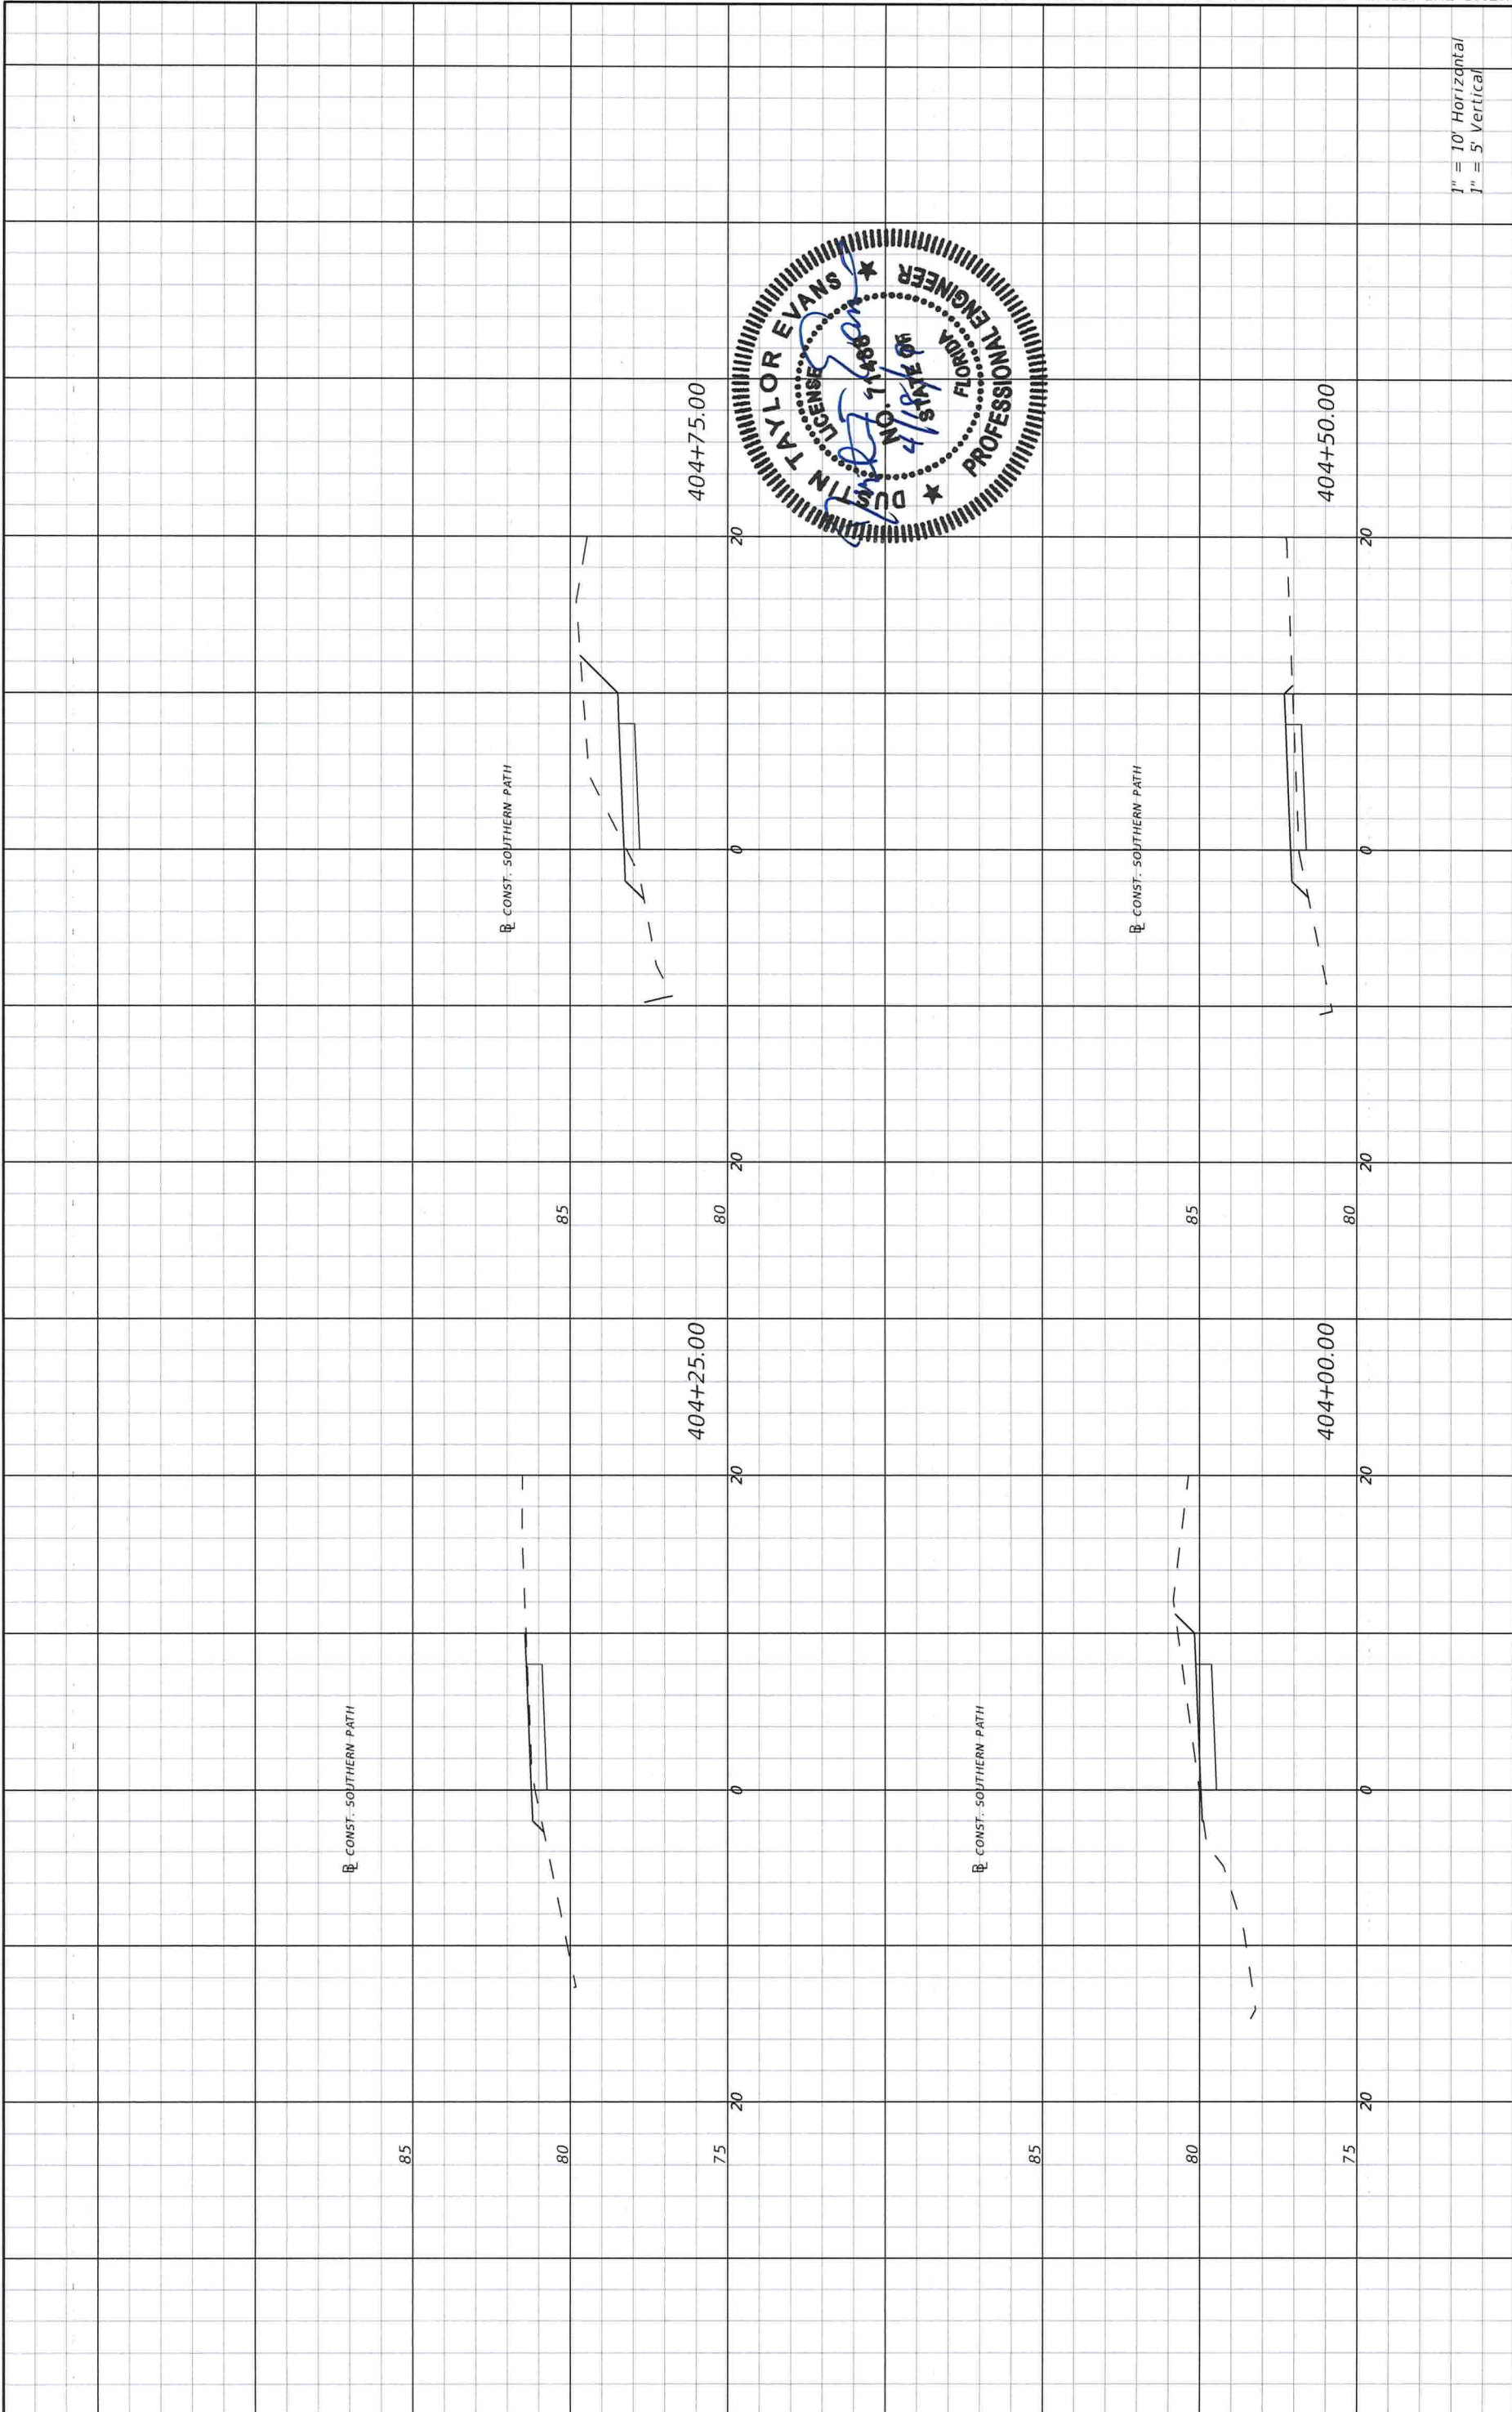 85
80
75
20
0
20
404+25.00
℄ CONST. SOUTHERN PATH
85
80
20
0
20
404+75.00
℄ CONST. SOUTHERN PATH
85
80
75
20
0
20
404+00.00
℄ CONST. SOUTHERN PATH
85
80
20
0
20
404+50.00
℄ CONST. SOUTHERN PATH
DUSTIN TAYLOR EVANS
LICENSE
STATE OF
FLORIDA
PROFESSIONAL ENGINEER
1" = 10' Horizontal
1" = 5' Vertical